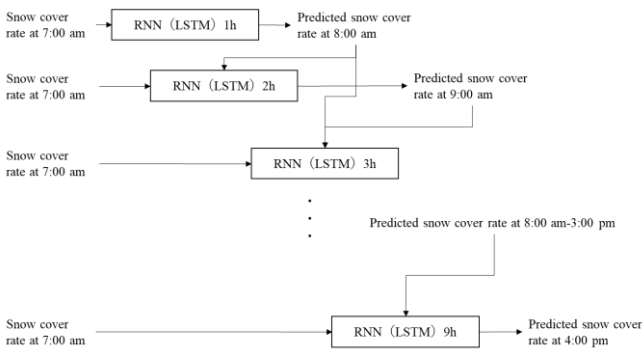 Snow cover
rate at 7:00 am
RNN（LSTM）1h
Predicted snow cover
rate at 8:00 am
Snow cover
rate at 7:00 am
RNN（LSTM）2h
Predicted snow cover
rate at 9:00 am
Snow cover
rate at 7:00 am
RNN（LSTM）3h
Predicted snow cover rate at 8:00 am-3:00 pm
Snow cover
rate at 7:00 am
RNN（LSTM）9h
Predicted snow cover
rate at 4:00 pm